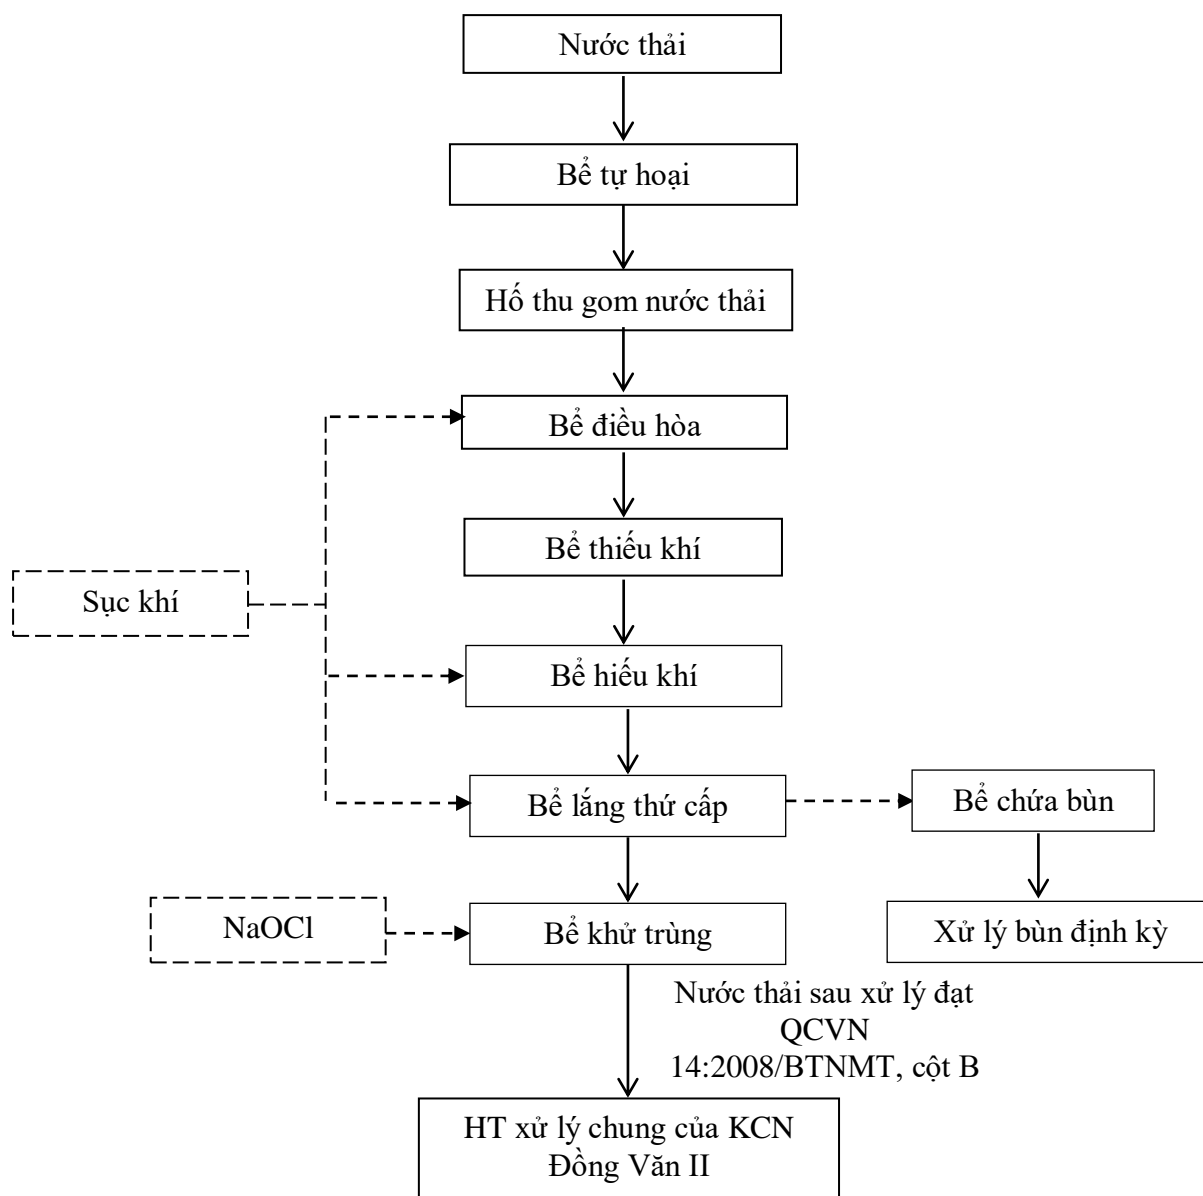 Nước thải
Bể tự hoại
Hố thu gom nước thải
Bể điều hòa
Bể thiếu khí
Sục khí
Bể hiếu khí
Bể lắng thứ cấp
Bể chứa bùn
NaOCl
Bể khử trùng
Xử lý bùn định kỳ
Nước thải sau xử lý đạt
QCVN
14:2008/BTNMT, cột B
HT xử lý chung của KCN
Đồng Văn II